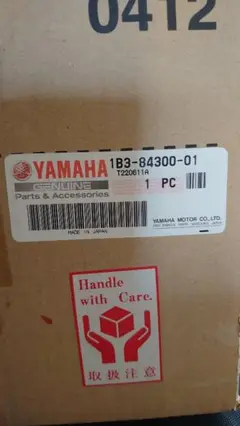 0412
YAMAHA
GENUINE
Parts & Accessories
1B3-84300-01
T220611A
1 PC
MADE IN JAPAN
YAMAHA MOTOR CO.,LTD.
Handle
with Care.
取扱注意